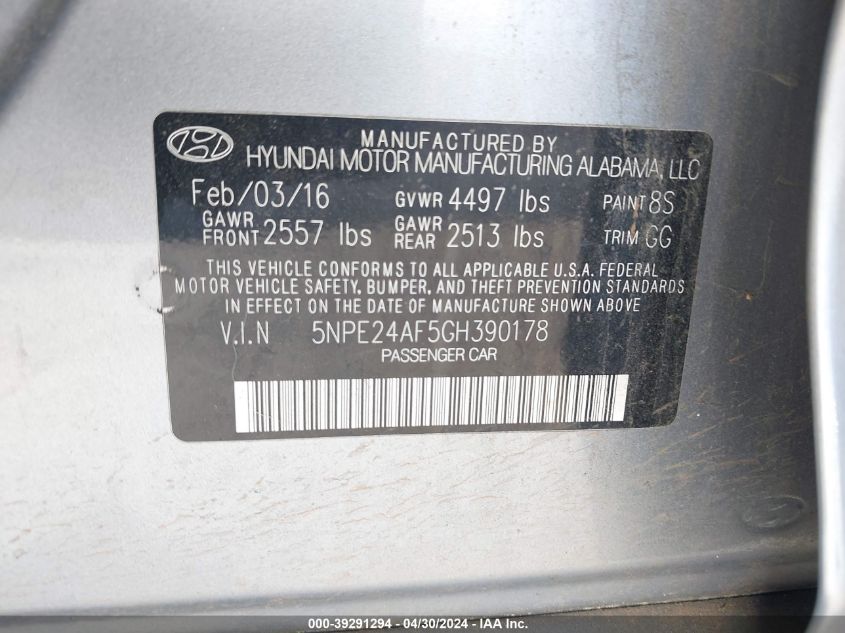 MANUFACTURED BY
HYUNDAI MOTOR MANUFACTURING ALABAMA, LLC
Feb/03/16 GVWR 4497 lbs PAINT 8S
GAWR FRONT 2557 lbs GAWR REAR 2513 lbs TRIM GG
THIS VEHICLE CONFORMS TO ALL APPLICABLE U.S.A. FEDERAL
MOTOR VEHICLE SAFETY, BUMPER, AND THEFT PREVENTION STANDARDS
IN EFFECT ON THE DATE OF MANUFACTURE SHOWN ABOVE
V.I.N 5NPE24AF5GH390178
PASSENGER CAR
000-39291294 - 04/30/2024 - IAA Inc.